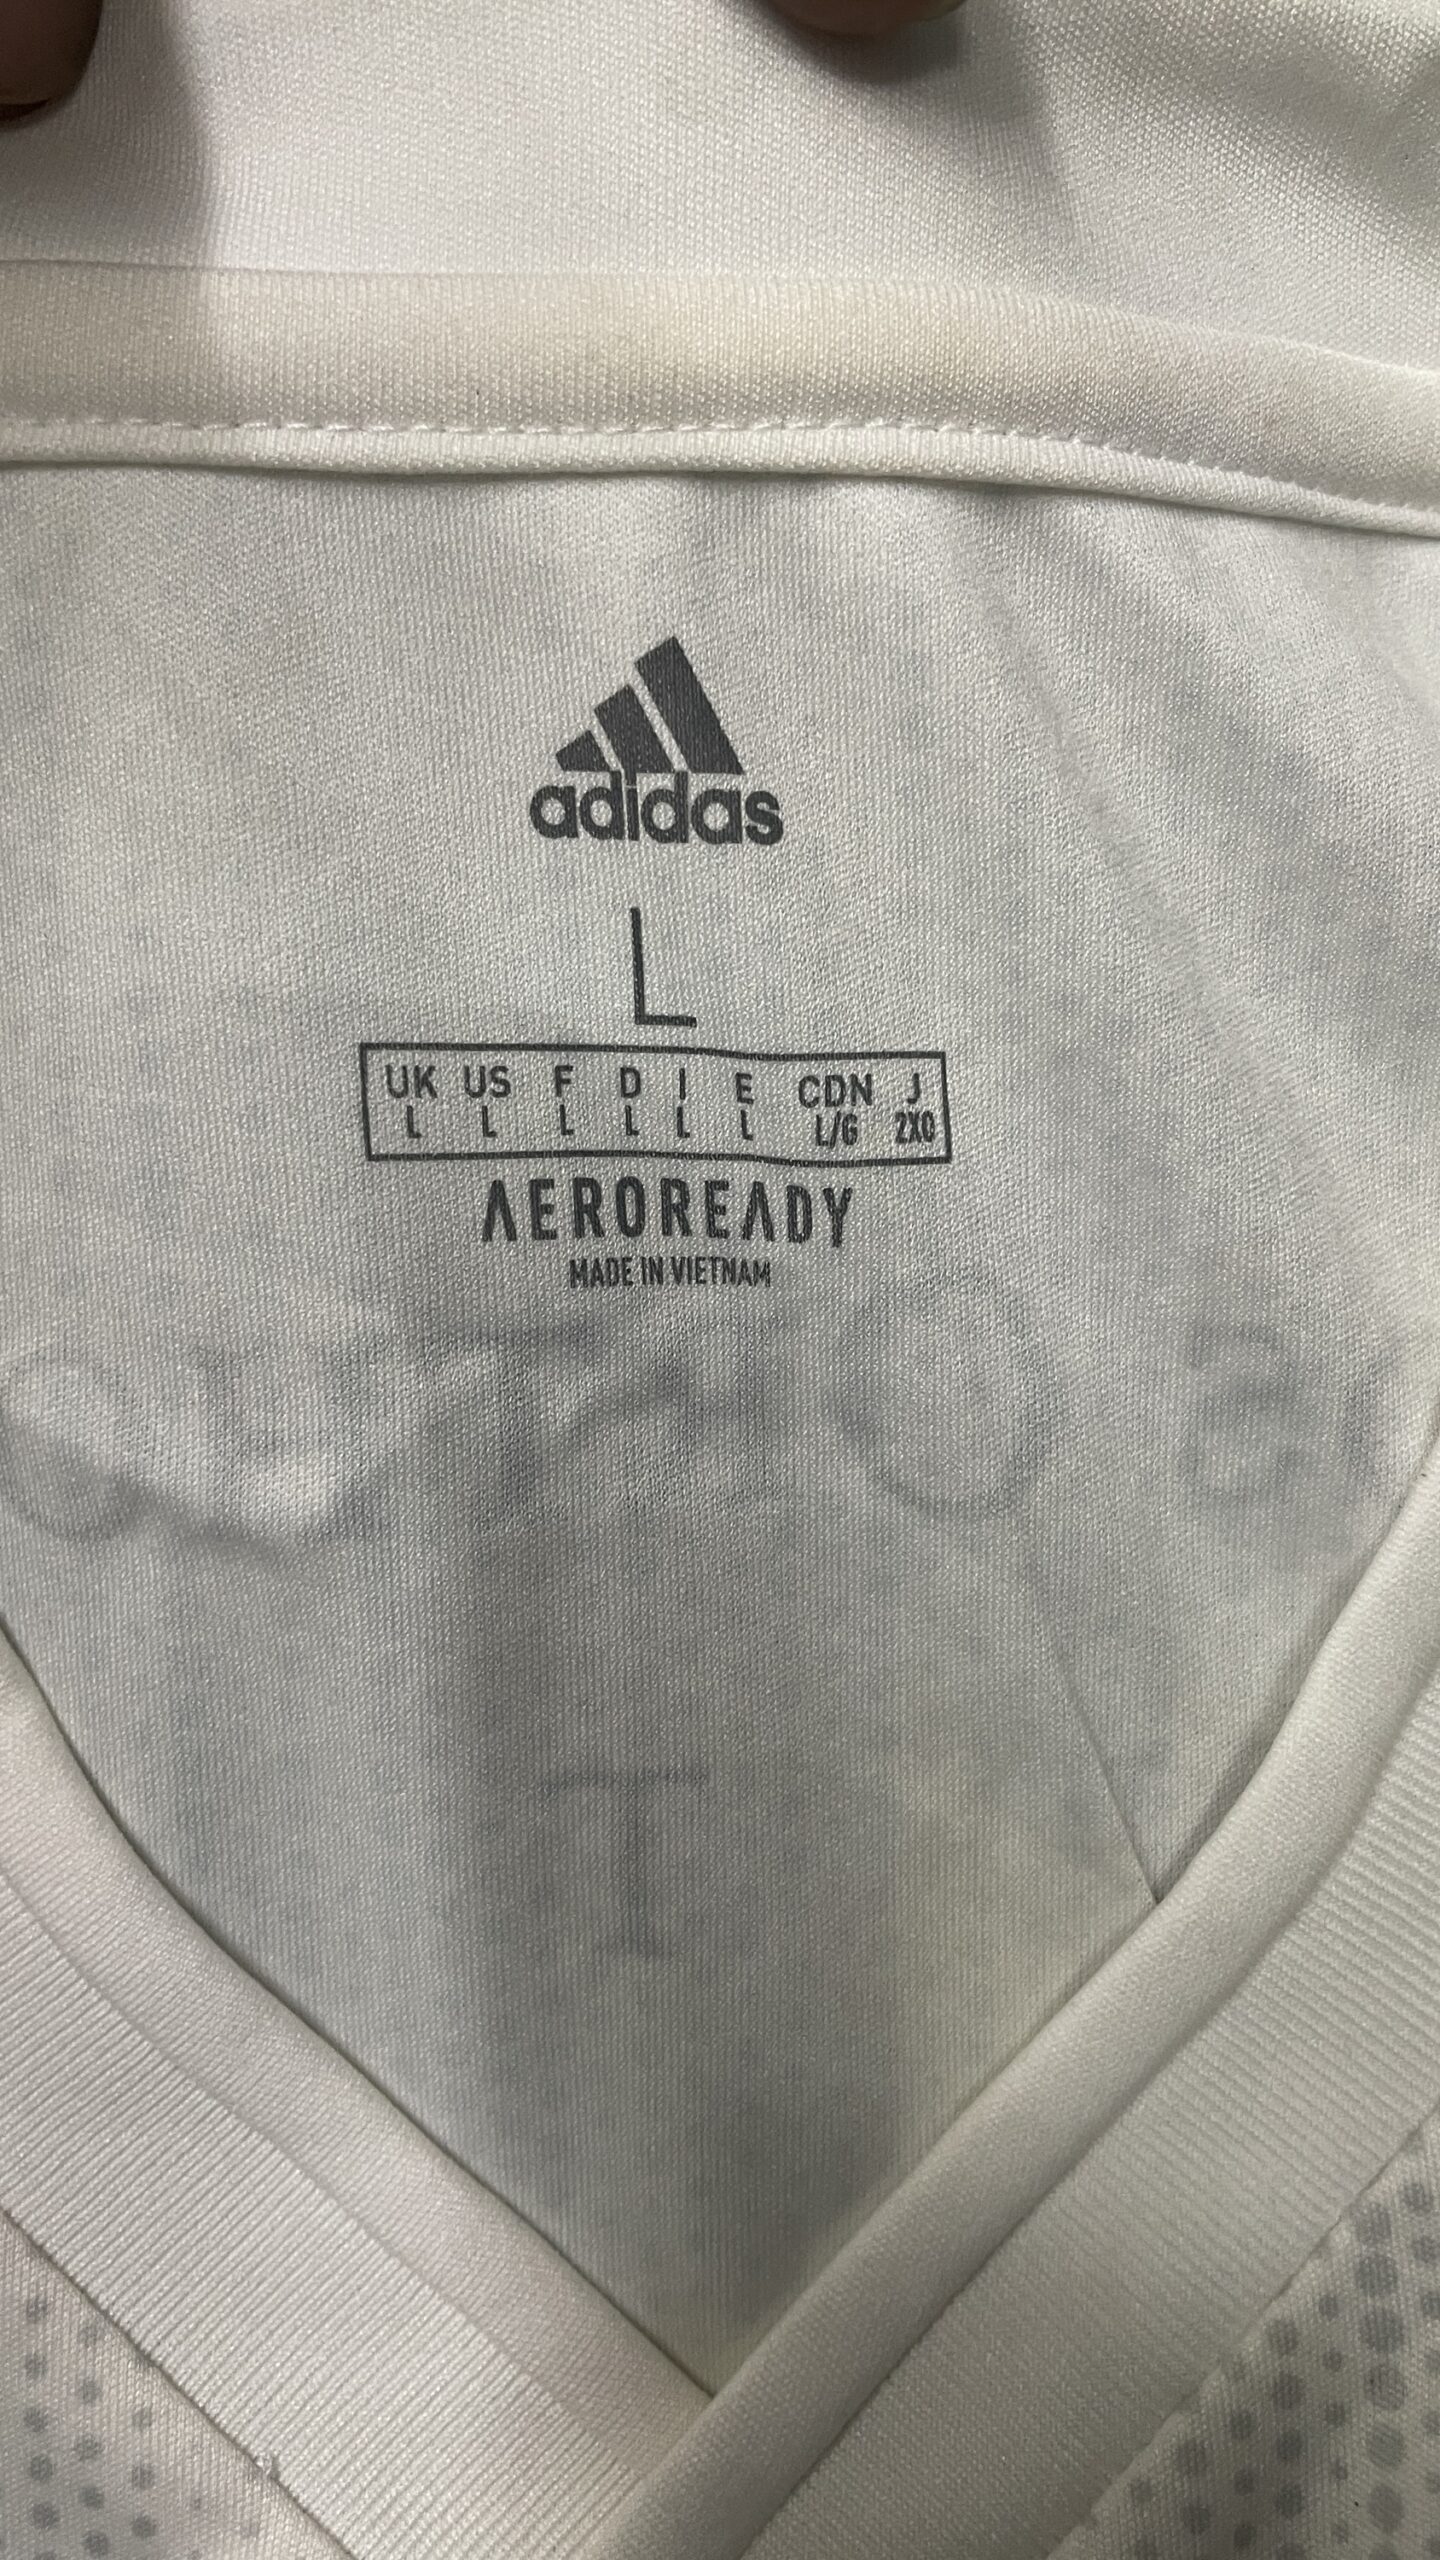 adidas
L
UK US F D I E CDN J
L L L L L L L/G 2XO
AEROREADY
MADE IN VIETNAM